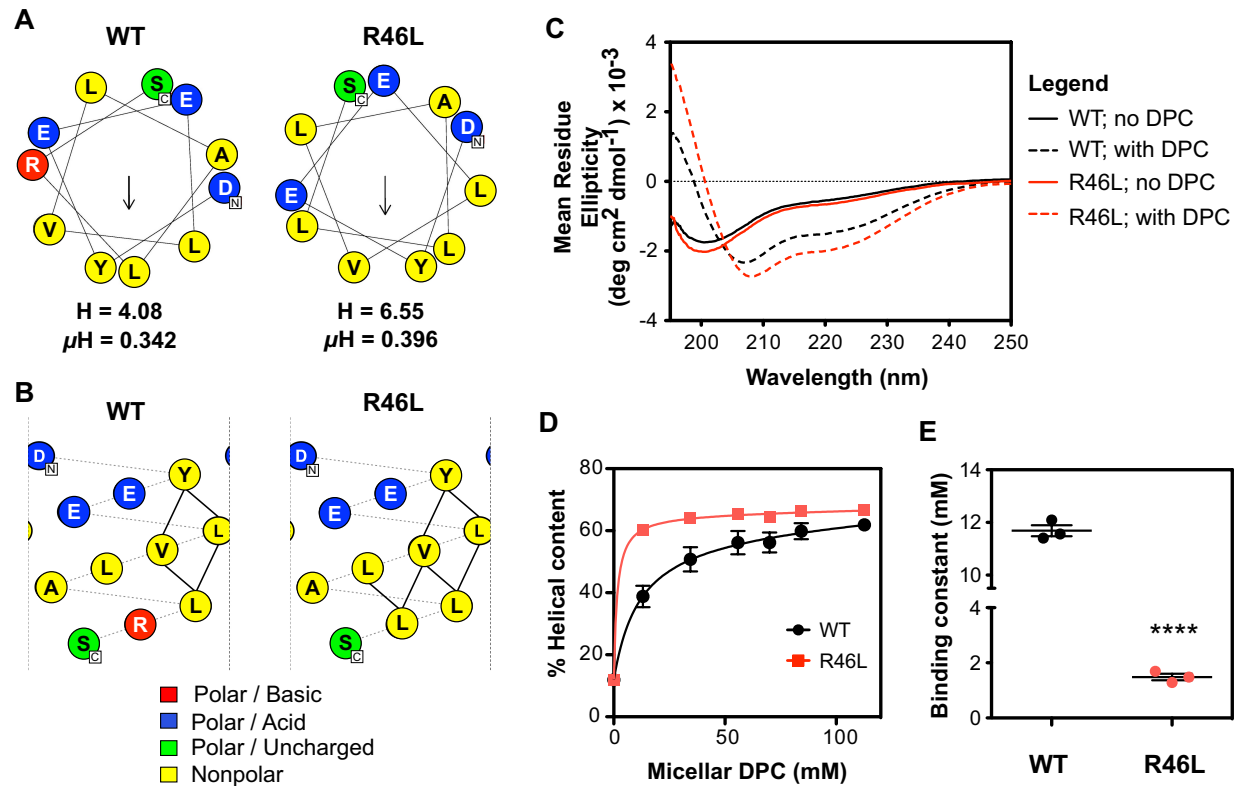 A
WT
R46L
S
C
E
L
E
R
A
D
N
V
L
Y
L
S
C
E
A
D
N
L
L
E
L
L
V
Y
H = 4.08
μH = 0.342
H = 6.55
μH = 0.396
B
WT
R46L
D
N
Y
E
E
L
V
L
A
L
R
S
C
D
N
Y
E
E
L
V
L
A
L
L
S
C
Polar / Basic
Polar / Acid
Polar / Uncharged
Nonpolar
C
Mean Residue
Ellipticity
(deg cm2 dmol-1) x 10-3
4
2
0
-2
-4
200
210
220
230
240
250
Wavelength (nm)
Legend
WT; no DPC
WT; with DPC
R46L; no DPC
R46L; with DPC
D
% Helical content
80
60
40
20
0
0
50
100
Micellar DPC (mM)
WT
R46L
E
Binding constant (mM)
14
12
10
4
2
0
****
WT
R46L